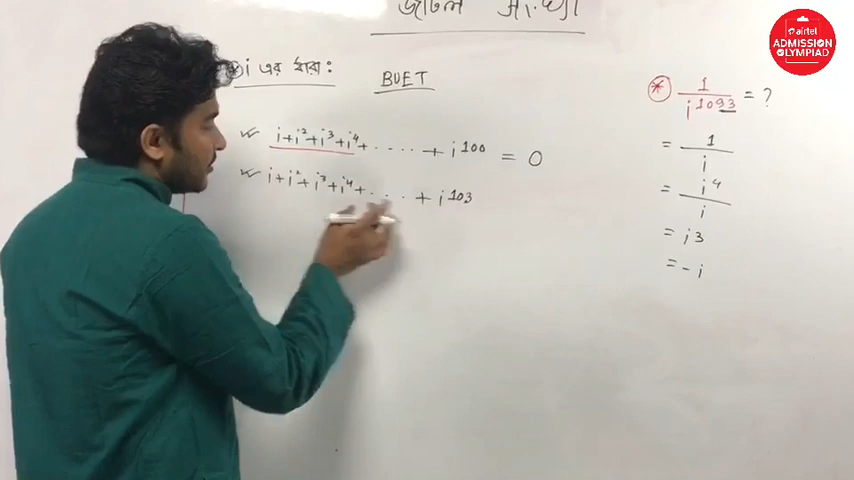 জটিল সংখ্যা
airtel
ADMISSION
OLYMPIAD
i এর ধারা:
BUET
i+i²+i³+i⁴+.....+i¹⁰⁰ = 0
i+i²+i³+i⁴+....+i¹⁰³
* 1/i¹⁰⁹³ = ?
= 1/i
= i⁴/i
= i³
= -i